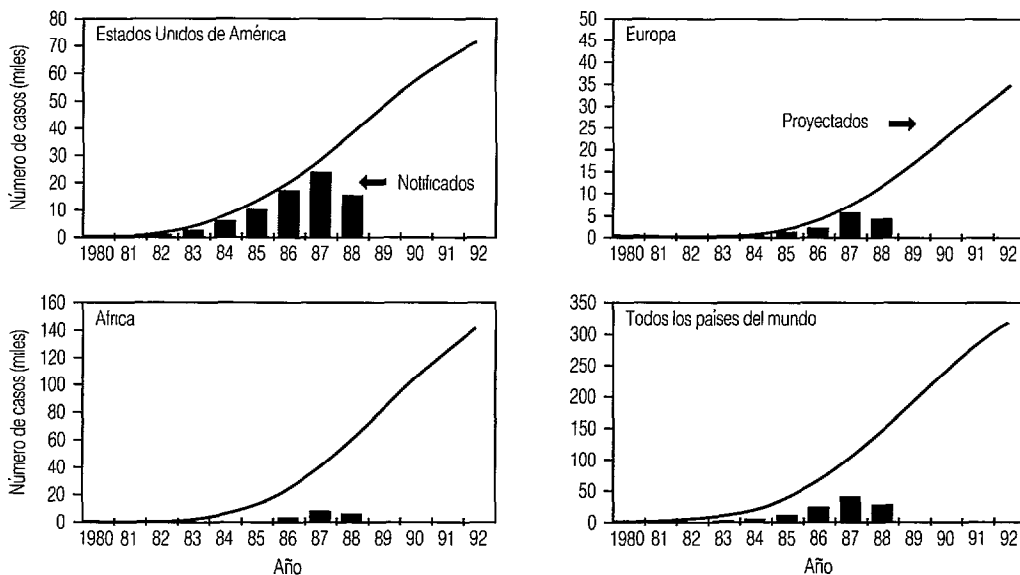 Estados Unidos de América
Número de casos (miles)
80
70
60
50
40
30
20
10
0
Notificados
1980 81 82 83 84 85 86 87 88 89 90 91 92
Europa
50
45
40
35
30
25
20
15
10
5
0
Proyectados
1980 81 82 83 84 85 86 87 88 89 90 91 92
Africa
Número de casos (miles)
160
140
120
100
80
60
40
20
0
1980 81 82 83 84 85 86 87 88 89 90 91 92
Año
Todos los países del mundo
350
300
250
200
150
100
50
0
1980 81 82 83 84 85 86 87 88 89 90 91 92
Año